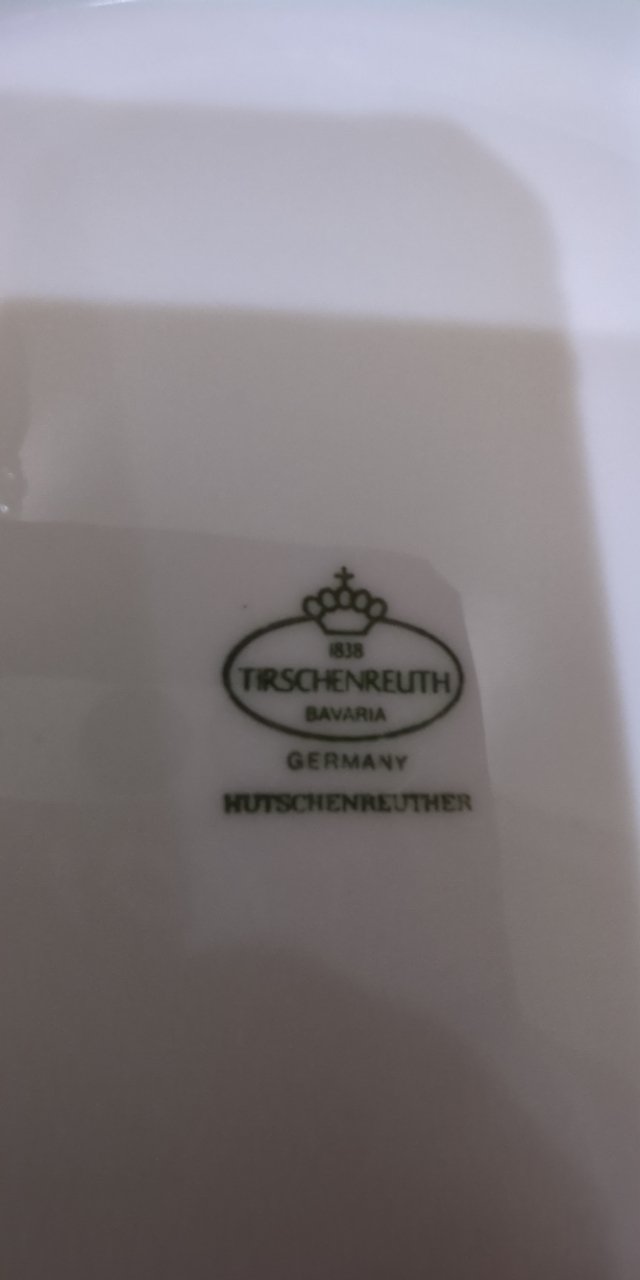 1838
TIRSCHENREUTH
BAVARIA
GERMANY
HUTSCHENREUTHER